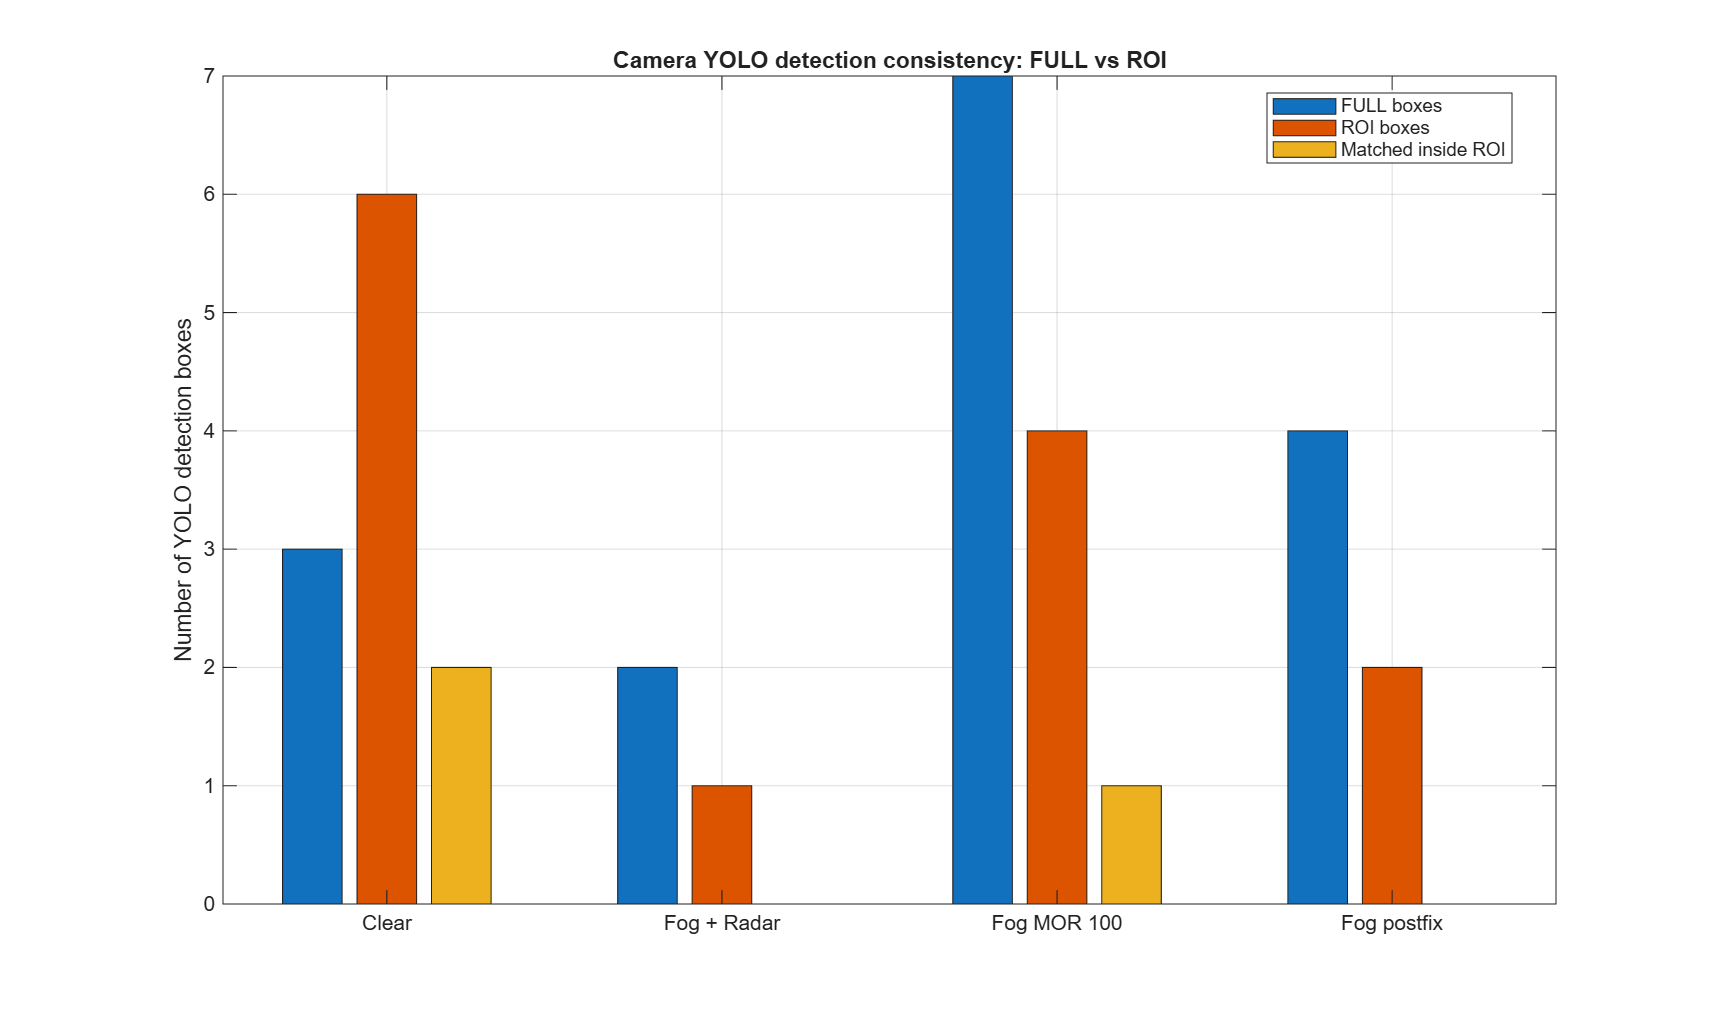 Camera YOLO detection consistency: FULL vs ROI
FULL boxes
ROI boxes
Matched inside ROI
Number of YOLO detection boxes
7
6
5
4
3
2
1
0
Clear
Fog + Radar
Fog MOR 100
Fog postfix